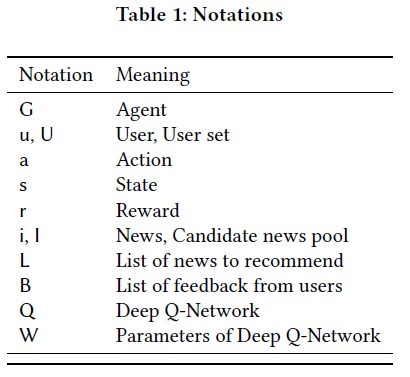 Table 1: Notations
Notation Meaning
G Agent
u, U User, User set
a Action
s State
r Reward
i, I News, Candidate news pool
L List of news to recommend
B List of feedback from users
Q Deep Q-Network
W Parameters of Deep Q-Network